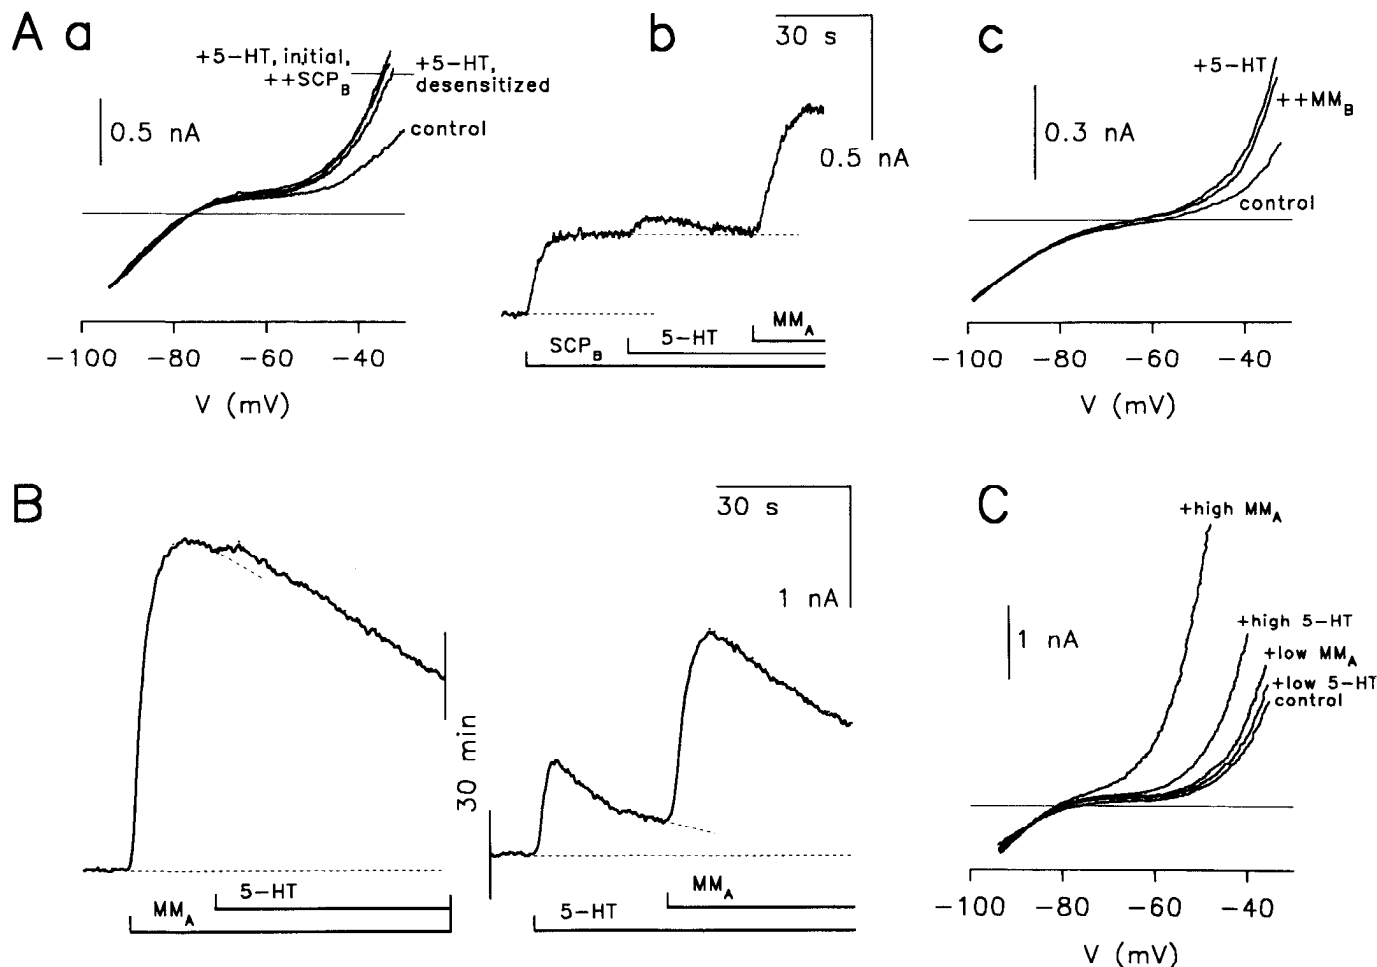 A a
+5-HT, initial,
++SCP_B
+5-HT,
desensitized
control
0.5 nA
-100 -80 -60 -40
V (mV)
b
30 s
0.5 nA
MM_A
5-HT
SCP_B
c
+5-HT
++MM_B
0.3 nA
control
-100 -80 -60 -40
V (mV)
B
30 s
1 nA
30 min
5-HT
MM_A
MM_A
5-HT
C
+high MM_A
1 nA
+high 5-HT
+low MM_A
+low 5-HT
control
-100 -80 -60 -40
V (mV)